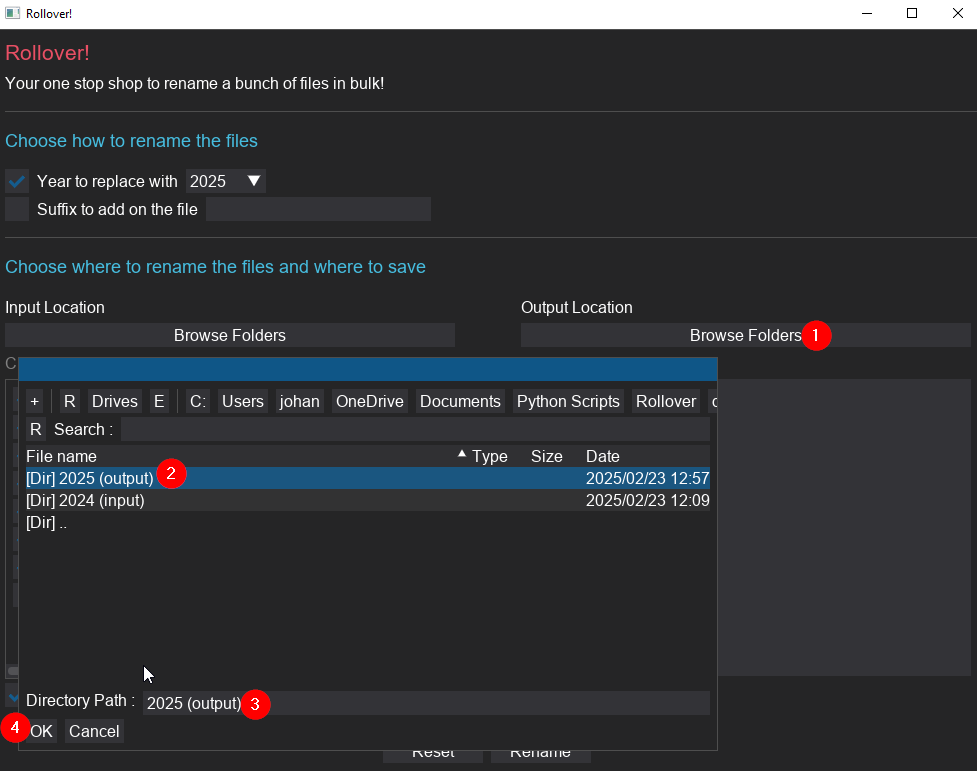 Rollover!
Rollover!
Your one stop shop to rename a bunch of files in bulk!
Choose how to rename the files
Year to replace with 2025
Suffix to add on the file
Choose where to rename the files and where to save
Input Location Output Location
Browse Folders Browse Folders 1
C
+ R Drives E C: Users johan OneDrive Documents Python Scripts Rollover
R Search :
File name Type Size Date
[Dir] 2025 (output) 2 2025/02/23 12:57
[Dir] 2024 (input) 2025/02/23 12:09
[Dir] ..
Directory Path : 2025 (output) 3
4 OK Cancel
Reset Rename